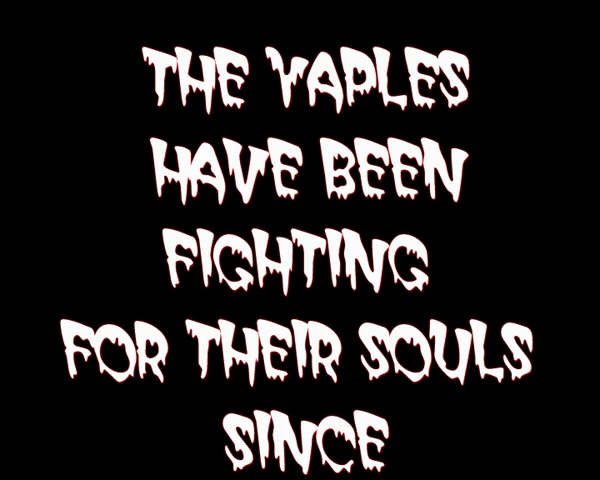 THE YAPLES
HAVE BEEN
FIGHTING
FOR THEIR SOULS
SINCE